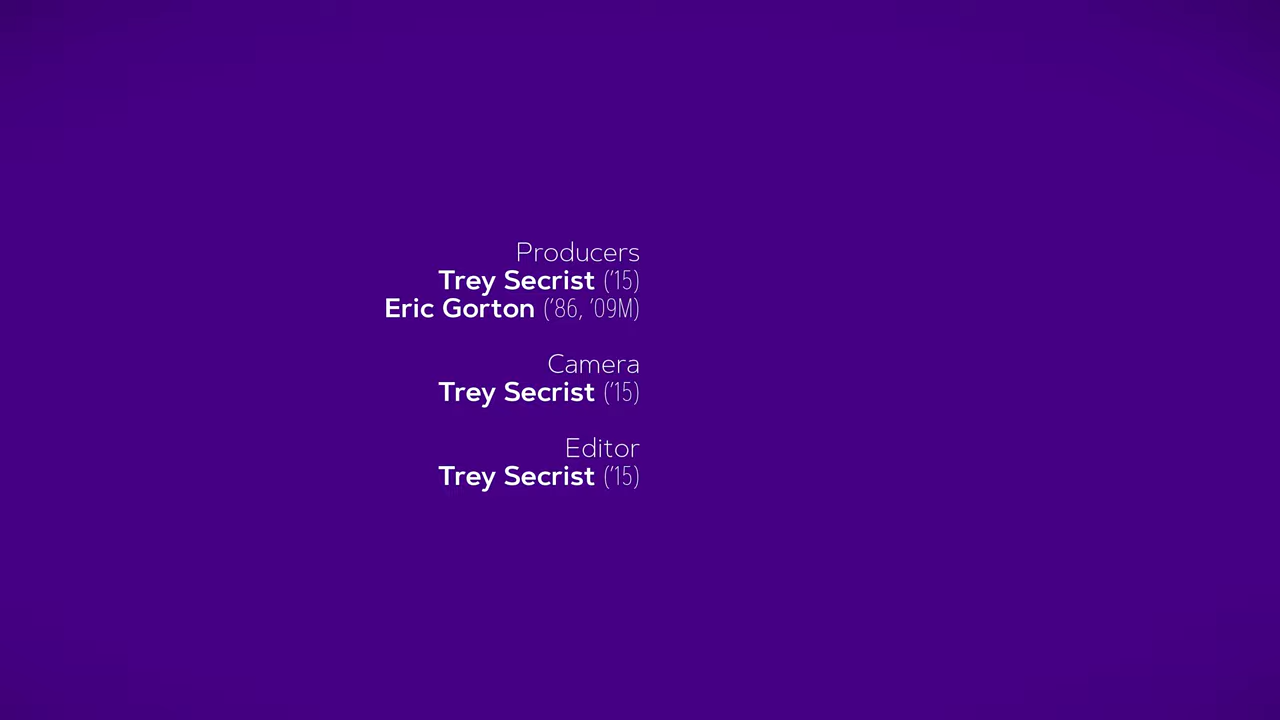 Producers
Trey Secrist (’15)
Eric Gorton (’86, ’09M)
Camera
Trey Secrist (’15)
Editor
Trey Secrist (’15)